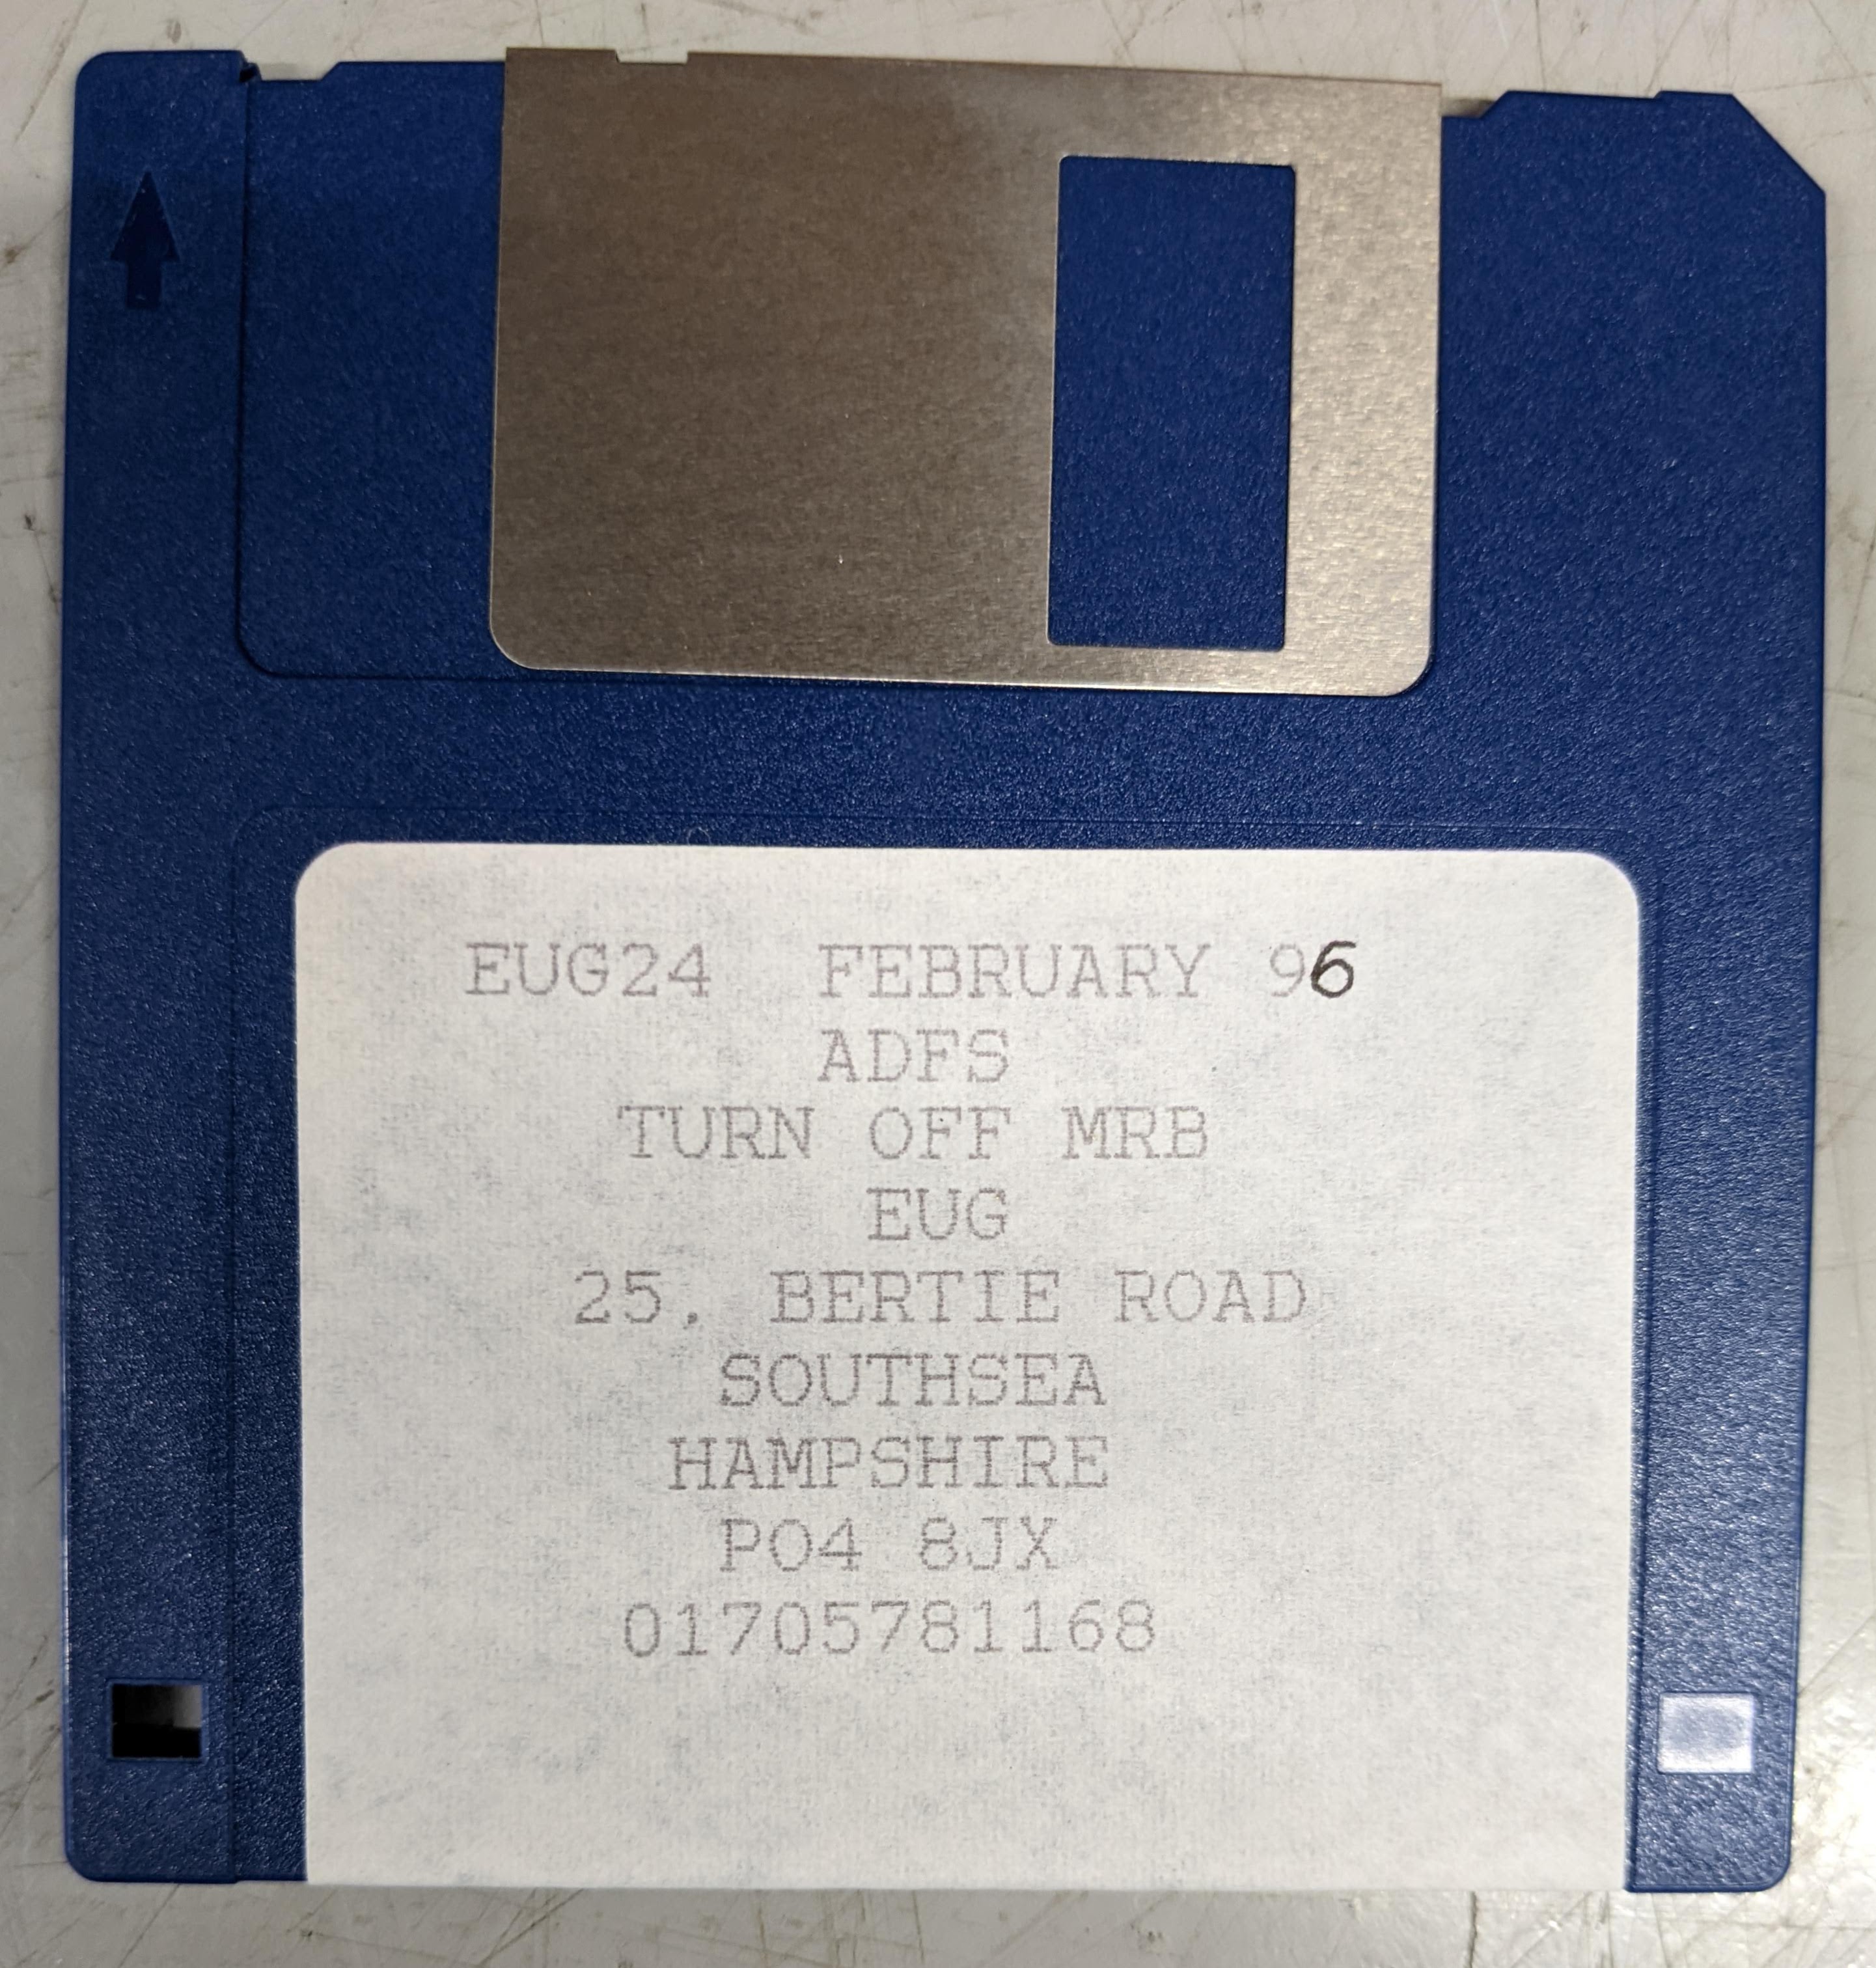 EUG24 FEBRUARY 96
ADFS
TURN OFF MRB
EUG
25, BERTIE ROAD
SOUTHSEA
HAMPSHIRE
PO4 8JX
01705781168